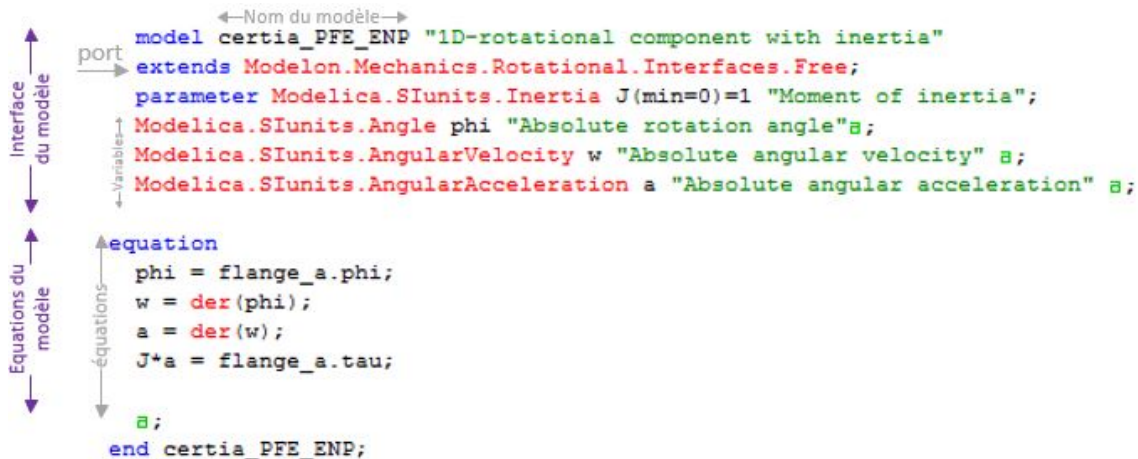 Nom du modèle
model certia_PFE_ENP "1D-rotational component with inertia"
port
extends Modelon.Mechanics.Rotational.Interfaces.Free;
parameter Modelica.SIunits.Inertia J(min=0)=1 "Moment of inertia";
Modelica.SIunits.Angle phi "Absolute rotation angle"a;
Modelica.SIunits.AngularVelocity w "Absolute angular velocity" a;
Modelica.SIunits.AngularAcceleration a "Absolute angular acceleration" a;
Interface
du modèle
Variables
equation
phi = flange_a.phi;
w = der(phi);
a = der(w);
J*a = flange_a.tau;
a;
end certia_PFE_ENP;
Equations du
modèle
équations